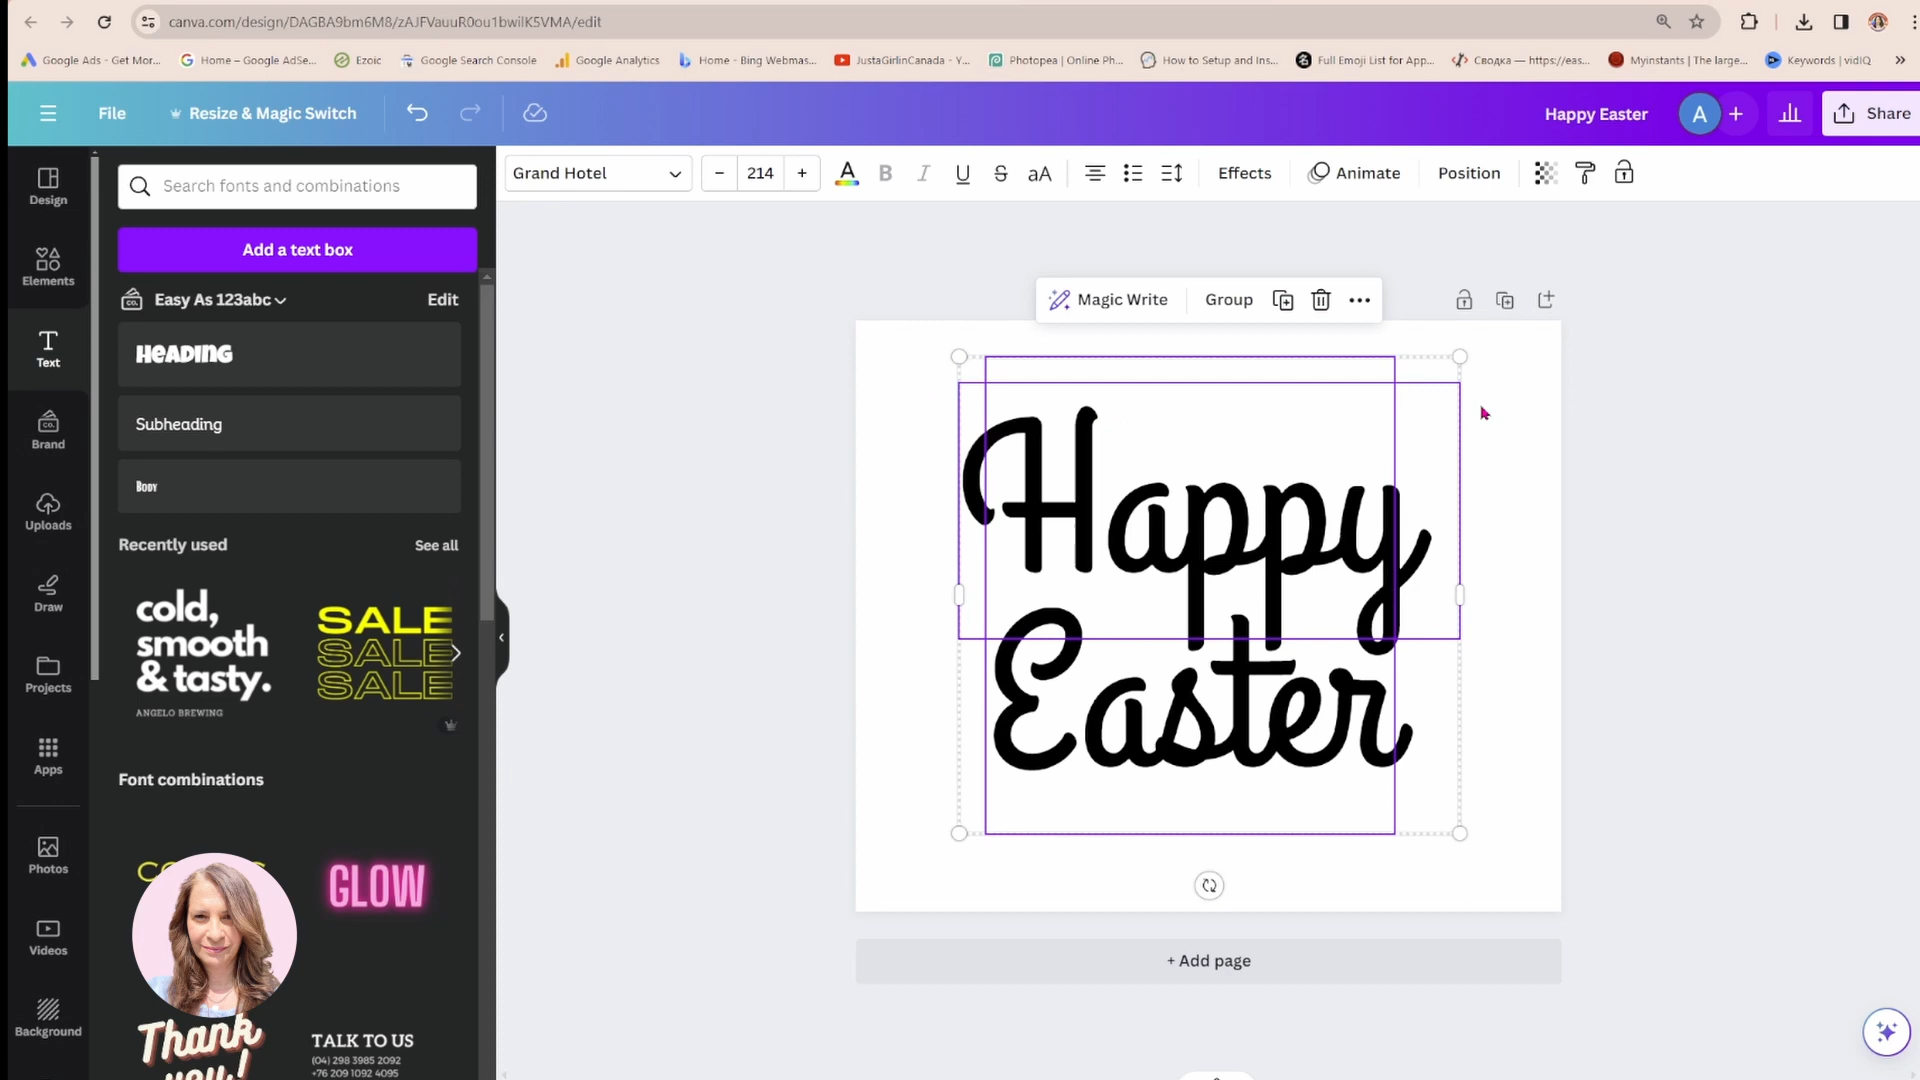 canva.com/design/DAGBA9bm6M8/zAJFVauuR0ou1bwilK5VMA/edit
Google Ads - Get Mor... Home – Google AdSe... Ezoic Google Search Console Google Analytics Home - Bing Webmas... JustaGirlinCanada - Y... Photopea | Online Ph... How to Setup and Ins... Full Emoji List for App... Сводка — https://eas... Myinstants | The large... Keywords | vidIQ »
File Resize & Magic Switch Happy Easter A + Share
Grand Hotel − 214 + A B I U S aA Effects Animate Position
Search fonts and combinations
Add a text box
Easy As 123abc Edit
Heading
Subheading
Body
Recently used See all
cold,
smooth
& tasty.
ANGELO BREWING
SALE
SALE
SALE
Font combinations
GLOW
Thank
you!
TALK TO US
(04) 298 3985 2092
+76 209 1092 4095
Design
Elements
Text
CO.
Brand
Uploads
Draw
Projects
Apps
Photos
Videos
Background
Magic Write Group
Happy
Easter
+ Add page